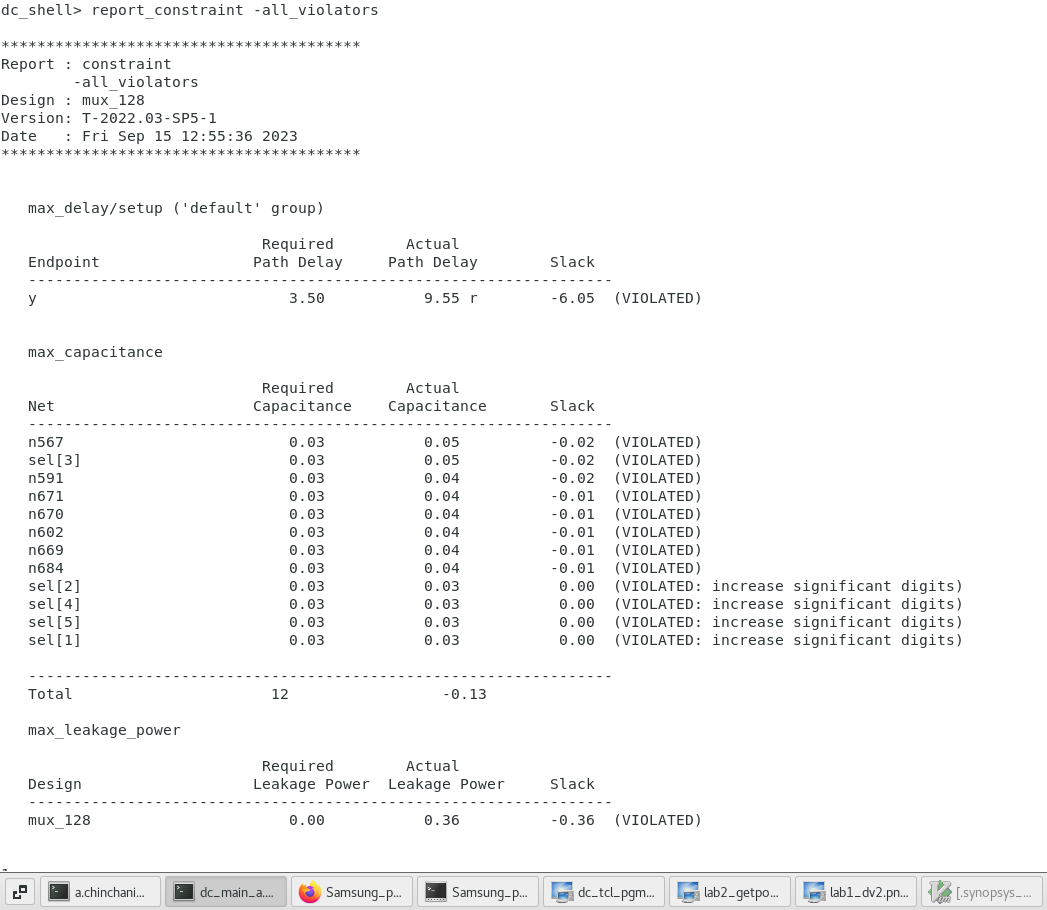 dc_shell> report_constraint -all_violators
****************************************
Report : constraint
-all_violators
Design : mux_128
Version: T-2022.03-SP5-1
Date   : Fri Sep 15 12:55:36 2023
****************************************
max_delay/setup ('default' group)
Required Actual
Endpoint Path Delay Path Delay Slack
-----------------------------------------------------------------
y 3.50 9.55 r -6.05 (VIOLATED)
max_capacitance
Required Actual
Net Capacitance Capacitance Slack
-----------------------------------------------------------------
n567 0.03 0.05 -0.02 (VIOLATED)
sel[3] 0.03 0.05 -0.02 (VIOLATED)
n591 0.03 0.04 -0.02 (VIOLATED)
n671 0.03 0.04 -0.01 (VIOLATED)
n670 0.03 0.04 -0.01 (VIOLATED)
n602 0.03 0.04 -0.01 (VIOLATED)
n669 0.03 0.04 -0.01 (VIOLATED)
n684 0.03 0.04 -0.01 (VIOLATED)
sel[2] 0.03 0.03 0.00 (VIOLATED: increase significant digits)
sel[4] 0.03 0.03 0.00 (VIOLATED: increase significant digits)
sel[5] 0.03 0.03 0.00 (VIOLATED: increase significant digits)
sel[1] 0.03 0.03 0.00 (VIOLATED: increase significant digits)
-----------------------------------------------------------------
Total 12 -0.13
max_leakage_power
Required Actual
Design Leakage Power Leakage Power Slack
-----------------------------------------------------------------
mux_128 0.00 0.36 -0.36 (VIOLATED)
a.chinchani... dc_main_a.... Samsung_p... Samsung_p... dc_tcl_pgm... lab2_getpo... lab1_dv2.pn... [.synopsys_...